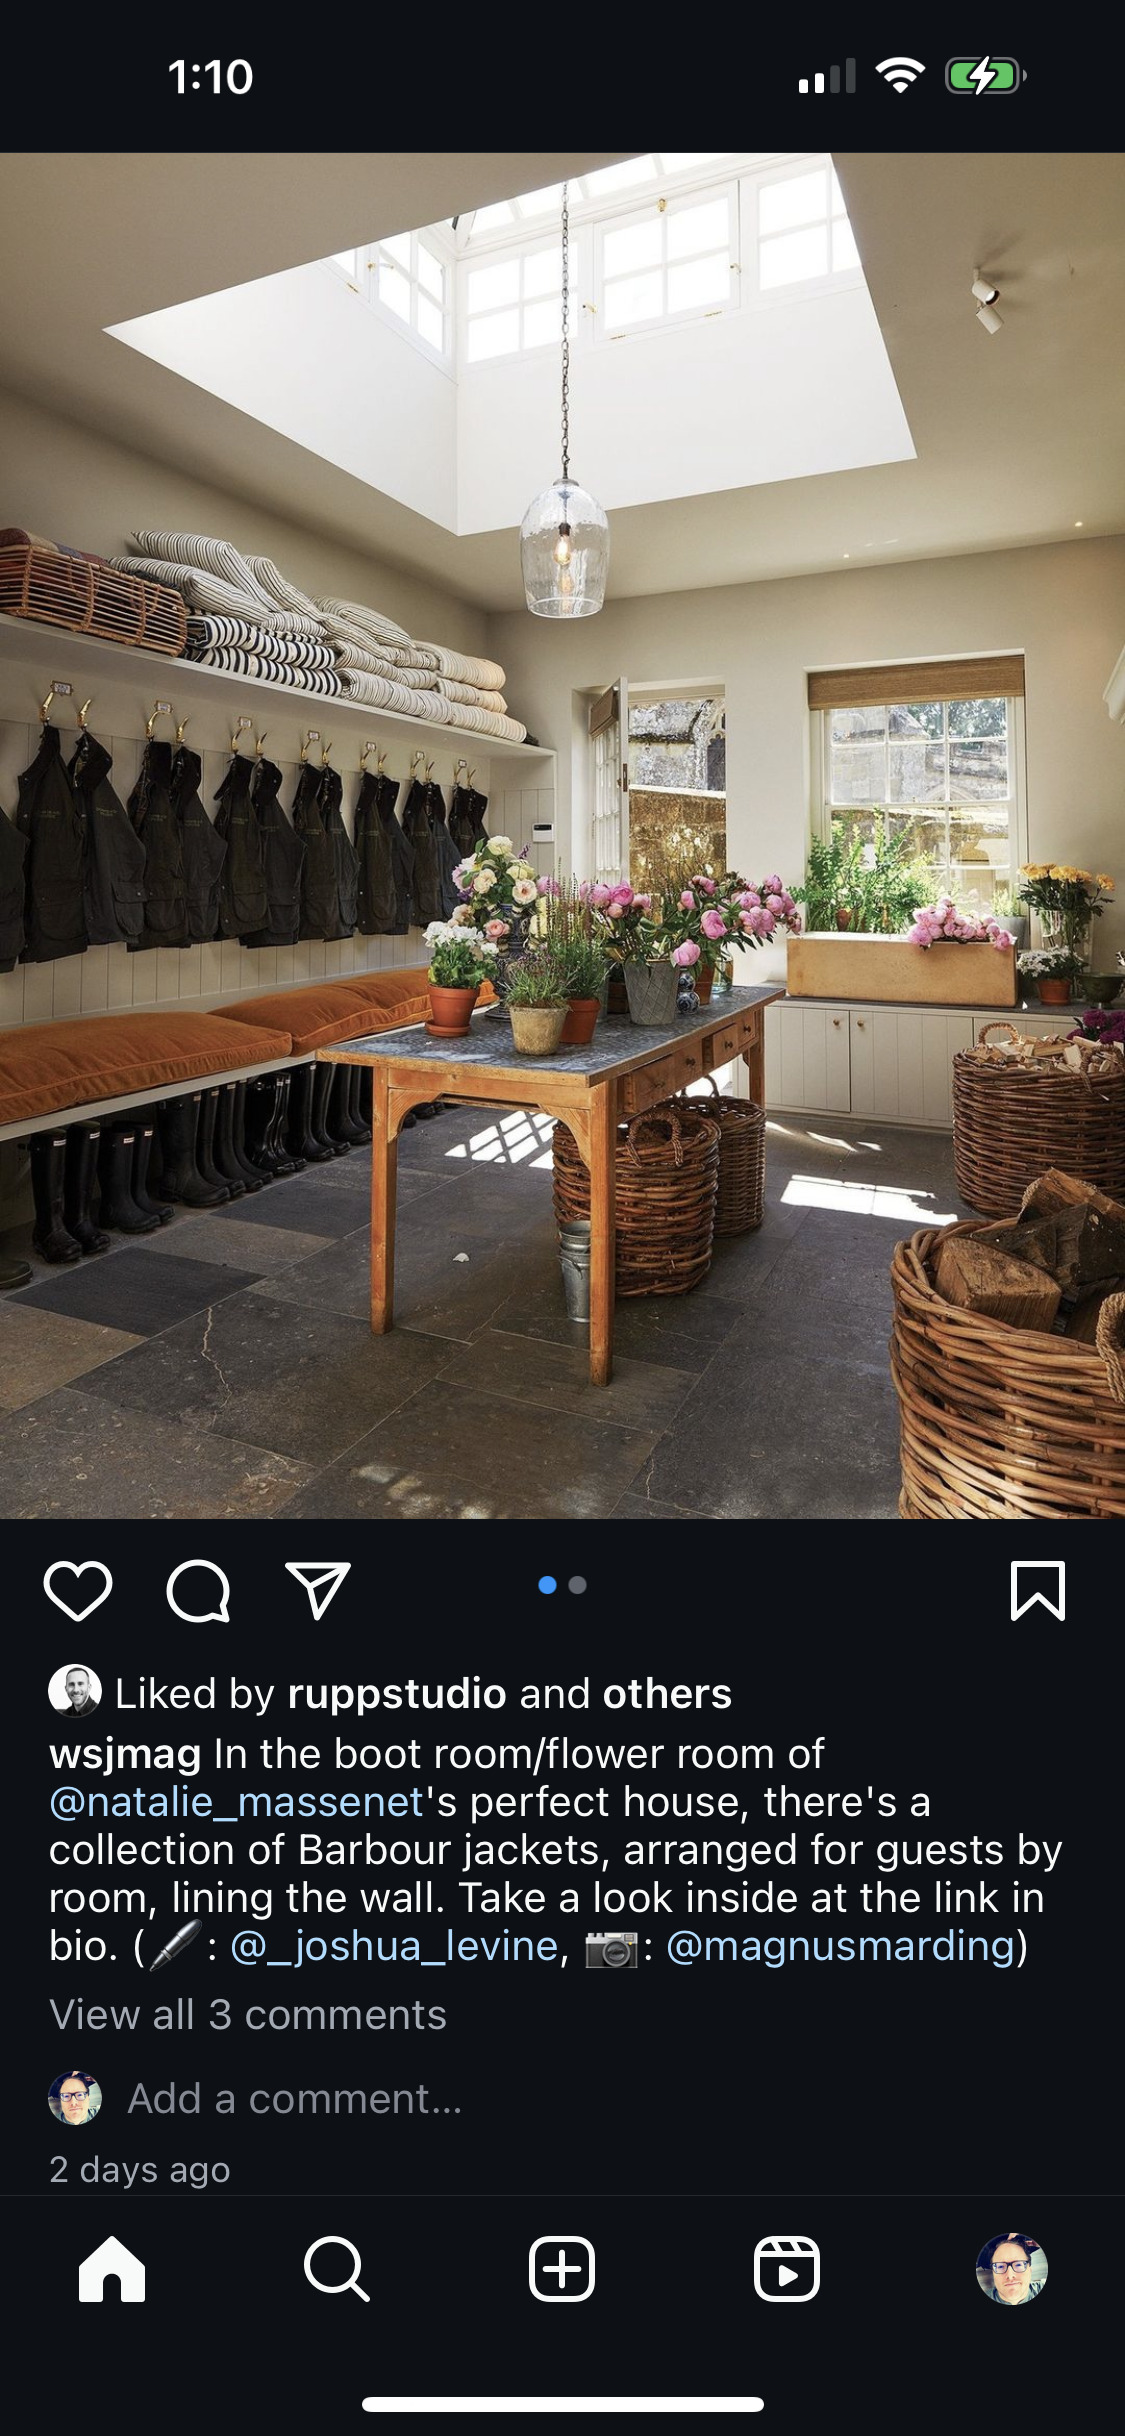 1:10
Liked by ruppstudio and others
wsjmag In the boot room/flower room of
@natalie_massenet's perfect house, there's a
collection of Barbour jackets, arranged for guests by
room, lining the wall. Take a look inside at the link in
bio. (🖋️: @_joshua_levine, 📷: @magnusmarding)
View all 3 comments
Add a comment...
2 days ago